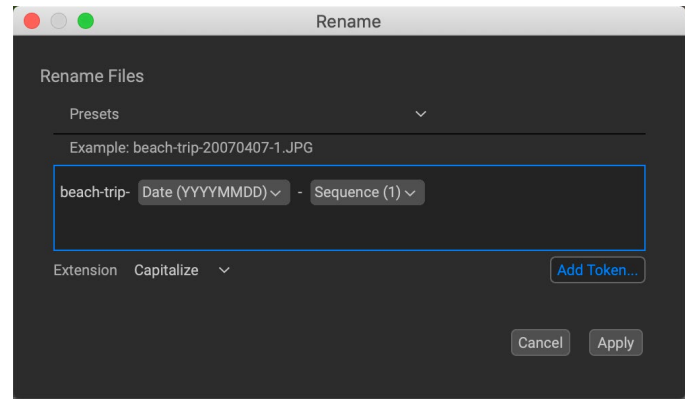 Rename
Rename Files
Presets
Example: beach-trip-20070407-1.JPG
beach-trip- Date (YYYYMMDD) - Sequence (1)
Extension Capitalize Add Token...
Cancel Apply